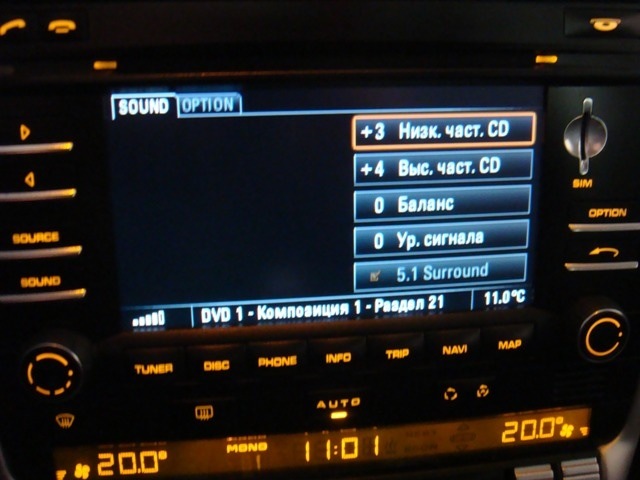 SOUND OPTION
+3 Низк. част. CD
+4 Выс. част. CD
0 Баланс
0 Ур. сигнала
5.1 Surround
DVD 1 - Композиция 1 - Раздел 21 11.0°C
SOURCE
SOUND
SIM
OPTION
TUNER DISC PHONE INFO TRIP NAVI MAP
AUTO
20.0° MONO 11:01 20.0°